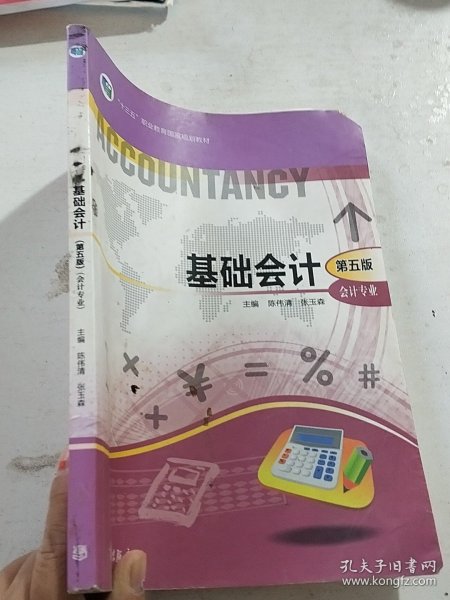 "十三五"职业教育国家规划教材
ACCOUNTANCY
基础会计
第五版
会计专业
主编 陈伟清 张玉森
+ - × ÷ = % #
基础会计
(第五版)(会计专业)
主编 陈伟清 张玉森
孔夫子旧书网
www.kongfz.com